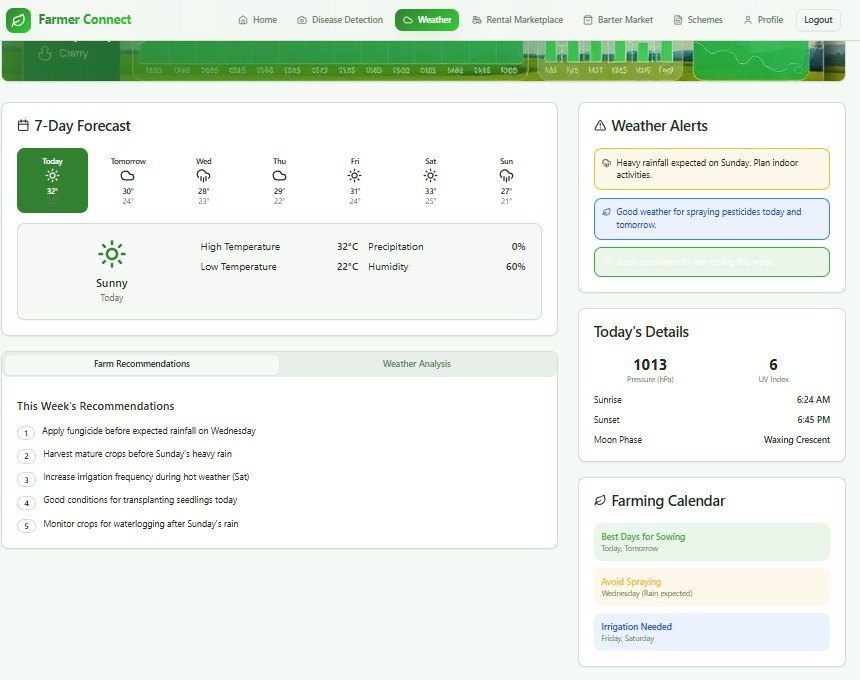 Farmer Connect
Home
Disease Detection
Weather
Rental Marketplace
Barter Market
Schemes
Profile
Logout
7-Day Forecast
Today
32°
22°
Tomorrow
30°
24°
Wed
28°
23°
Thu
29°
22°
Fri
31°
24°
Sat
33°
25°
Sun
27°
21°
Sunny
Today
High Temperature 32°C
Low Temperature 22°C
Precipitation 0%
Humidity 60%
Farm Recommendations
Weather Analysis
This Week's Recommendations
1 Apply fungicide before expected rainfall on Wednesday
2 Harvest mature crops before Sunday's heavy rain
3 Increase irrigation frequency during hot weather (Sat)
4 Good conditions for transplanting seedlings today
5 Monitor crops for waterlogging after Sunday's rain
Weather Alerts
Heavy rainfall expected on Sunday. Plan indoor
activities.
Good weather for spraying pesticides today and
tomorrow.
Ideal conditions for harvesting this week.
Today's Details
1013
Pressure (hPa)
6
UV Index
Sunrise 6:24 AM
Sunset 6:45 PM
Moon Phase Waxing Crescent
Farming Calendar
Best Days for Sowing
Today, Tomorrow
Avoid Spraying
Wednesday (Rain expected)
Irrigation Needed
Friday, Saturday